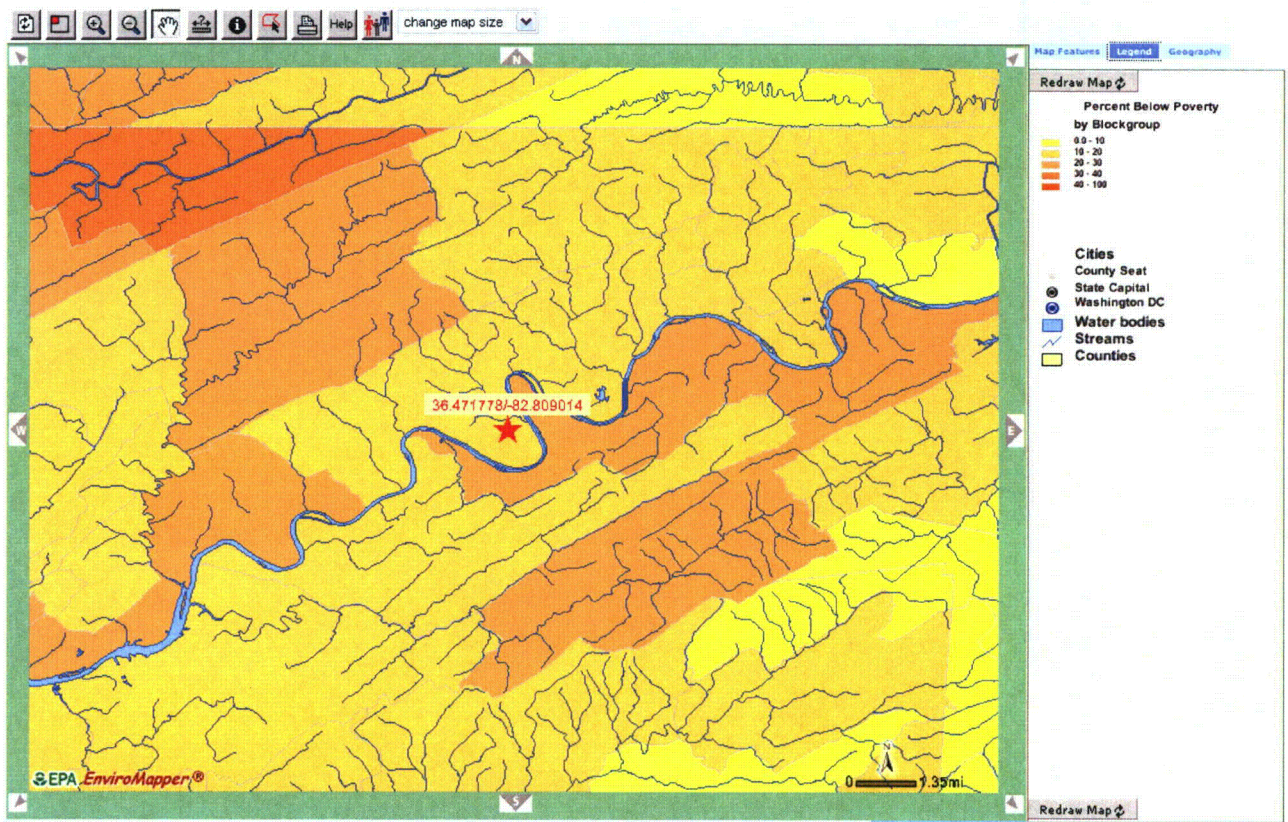 Help
change map size
N
Map Features Legend Geography
Redraw Map
Percent Below Poverty
by Blockgroup
0.0 - 10
10 - 20
20 - 30
30 - 40
40 - 100
Cities
County Seat
State Capital
Washington DC
Water bodies
Streams
Counties
36.471778/-82.809014
W
E
N
EPA EnviroMapper®
0 1.35mi
S
Redraw Map